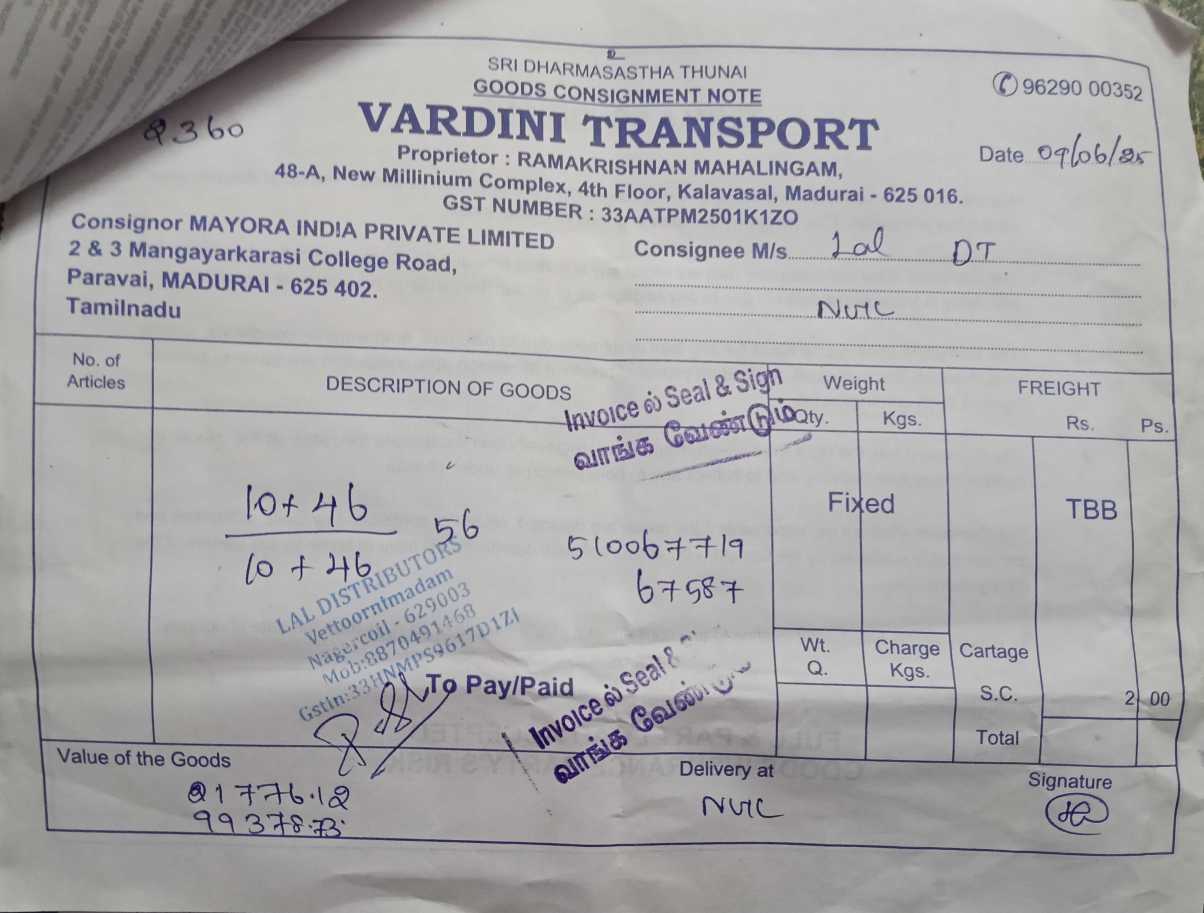 SRI DHARMASASTHA THUNAI
GOODS CONSIGNMENT NOTE
96290 00352
2360
VARDINI TRANSPORT
Date 09/06/25
Proprietor : RAMAKRISHNAN MAHALINGAM,
48-A, New Millinium Complex, 4th Floor, Kalavasal, Madurai - 625 016.
GST NUMBER : 33AATPM2501K1ZO
Consignor MAYORA INDIA PRIVATE LIMITED
2 & 3 Mangayarkarasi College Road,
Paravai, MADURAI - 625 402.
Tamilnadu
Consignee M/s. Lal DT
No. of Articles
DESCRIPTION OF GOODS
Weight
FREIGHT
Qty.
Kgs.
Rs.
Ps.
Invoice ல் Seal & Sign
வாங்க வேண்டும்
10+46
56
10+46
510067719
67587
Fixed
TBB
LAL DISTRIBUTORS
Vettoornimadam
Nagercoil - 629003
Mob:8870491468
Gstin:33HNMPS9617D1ZI
To Pay/Paid
Invoice ல் Seal &
வாங்க
Wt. Q.
Charge Kgs.
Cartage
S.C.
2 00
Total
Value of the Goods
21776.12
99378.73
Delivery at
Signature